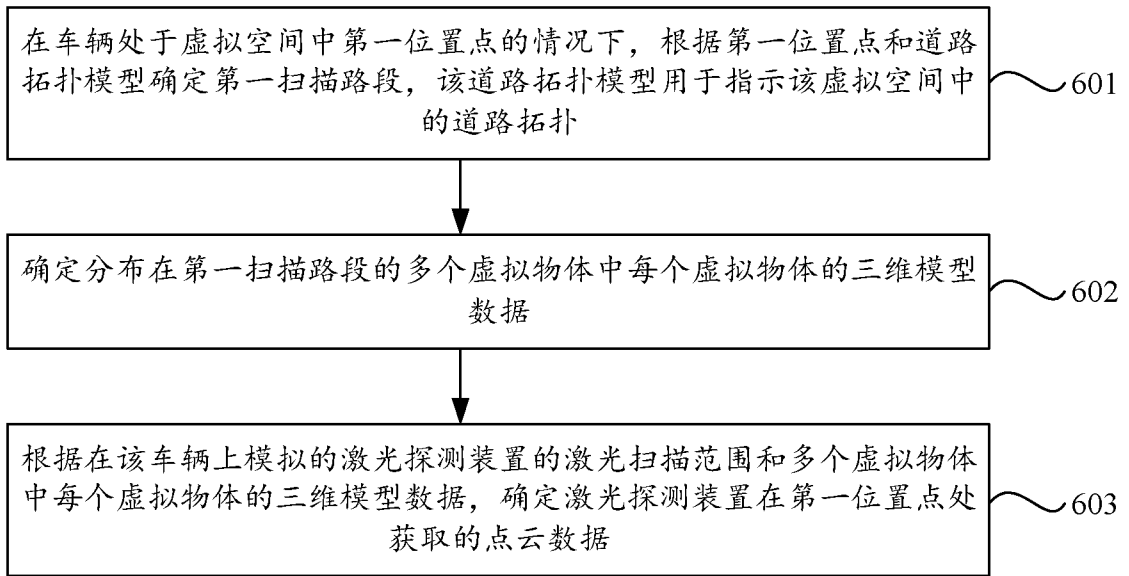 在车辆处于虚拟空间中第一位置点的情况下，根据第一位置点和道路
拓扑模型确定第一扫描路段，该道路拓扑模型用于指示该虚拟空间中
的道路拓扑
601
确定分布在第一扫描路段的多个虚拟物体中每个虚拟物体的三维模型
数据
602
根据在该车辆上模拟的激光探测装置的激光扫描范围和多个虚拟物体
中每个虚拟物体的三维模型数据，确定激光探测装置在第一位置点处
获取的点云数据
603